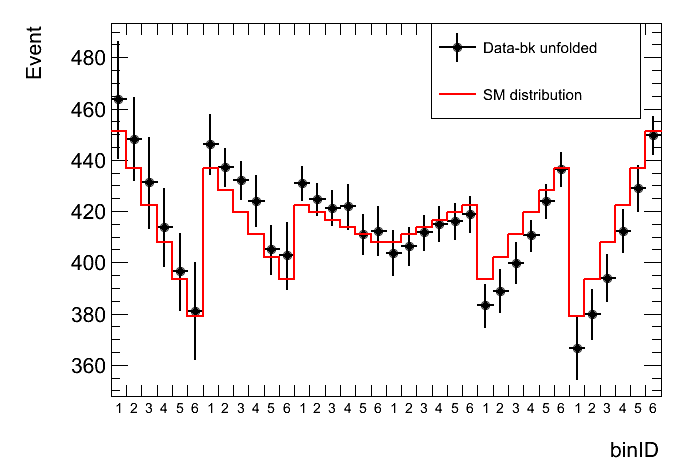 Event
480
460
440
420
400
380
360
Data-bk unfolded
SM distribution
1 2 3 4 5 6 1 2 3 4 5 6 1 2 3 4 5 6 1 2 3 4 5 6 1 2 3 4 5 6 1 2 3 4 5 6
binID